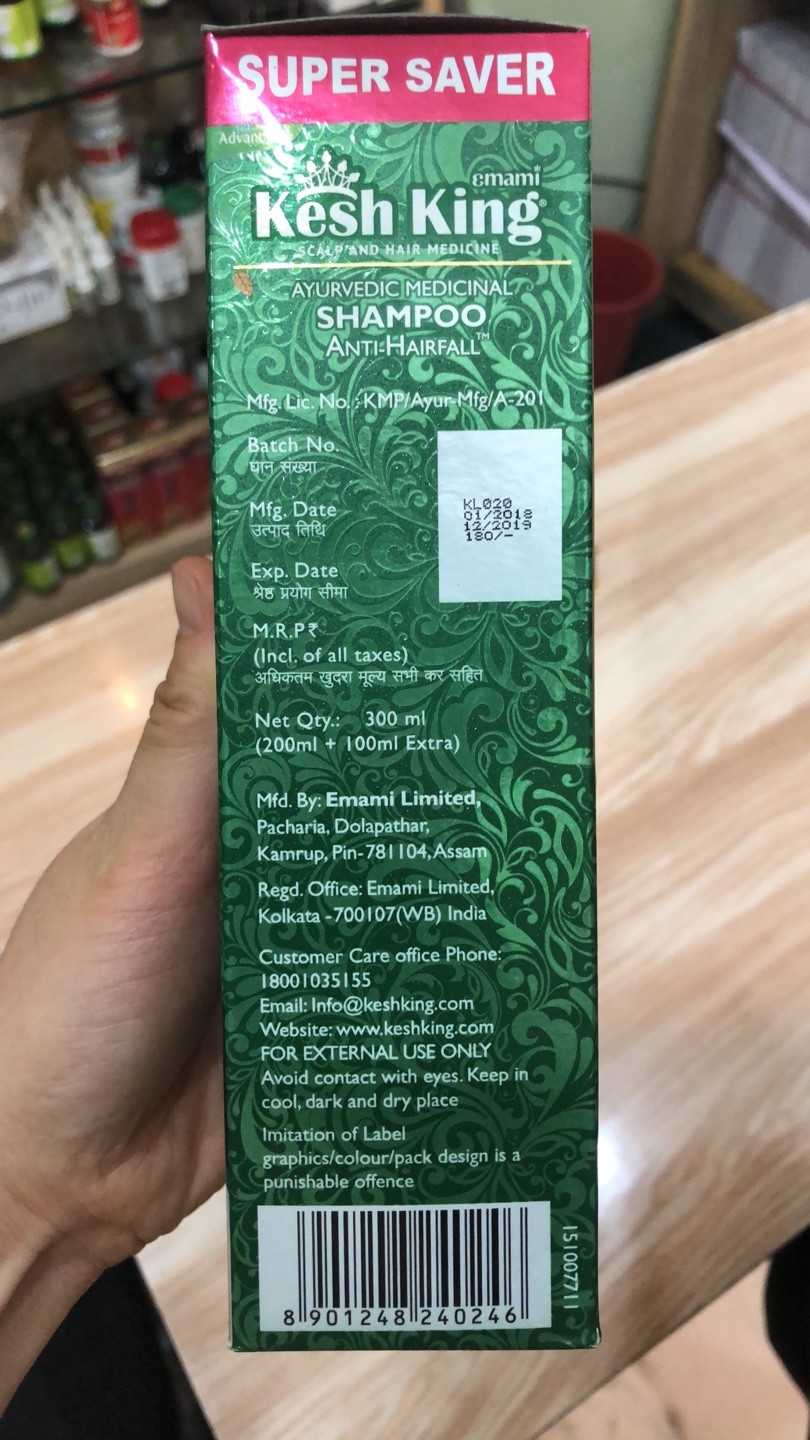 SUPER SAVER
emami
Kesh King®
SCALP AND HAIR MEDICINE
AYURVEDIC MEDICINAL
SHAMPOO
ANTI-HAIRFALL™
Mfg. Lic. No. : KMP/Ayur-Mfg/A-201
Batch No.
घान संख्या
KL020
01/2018
12/2019
180/-
Mfg. Date
उत्पाद तिथि
Exp. Date
श्रेष्ठ प्रयोग सीमा
M.R.P₹
(Incl. of all taxes)
अधिकतम खुदरा मूल्य सभी कर सहित
Net Qty.: 300 ml
(200ml + 100ml Extra)
Mfd. By: Emami Limited,
Pacharia, Dolapathar,
Kamrup, Pin-781104, Assam
Regd. Office: Emami Limited,
Kolkata -700107(WB) India
Customer Care office Phone:
18001035155
Email: Info@keshking.com
Website: www.keshking.com
FOR EXTERNAL USE ONLY
Avoid contact with eyes. Keep in
cool, dark and dry place
Imitation of Label
graphics/colour/pack design is a
punishable offence
151007711
8 901248 240246